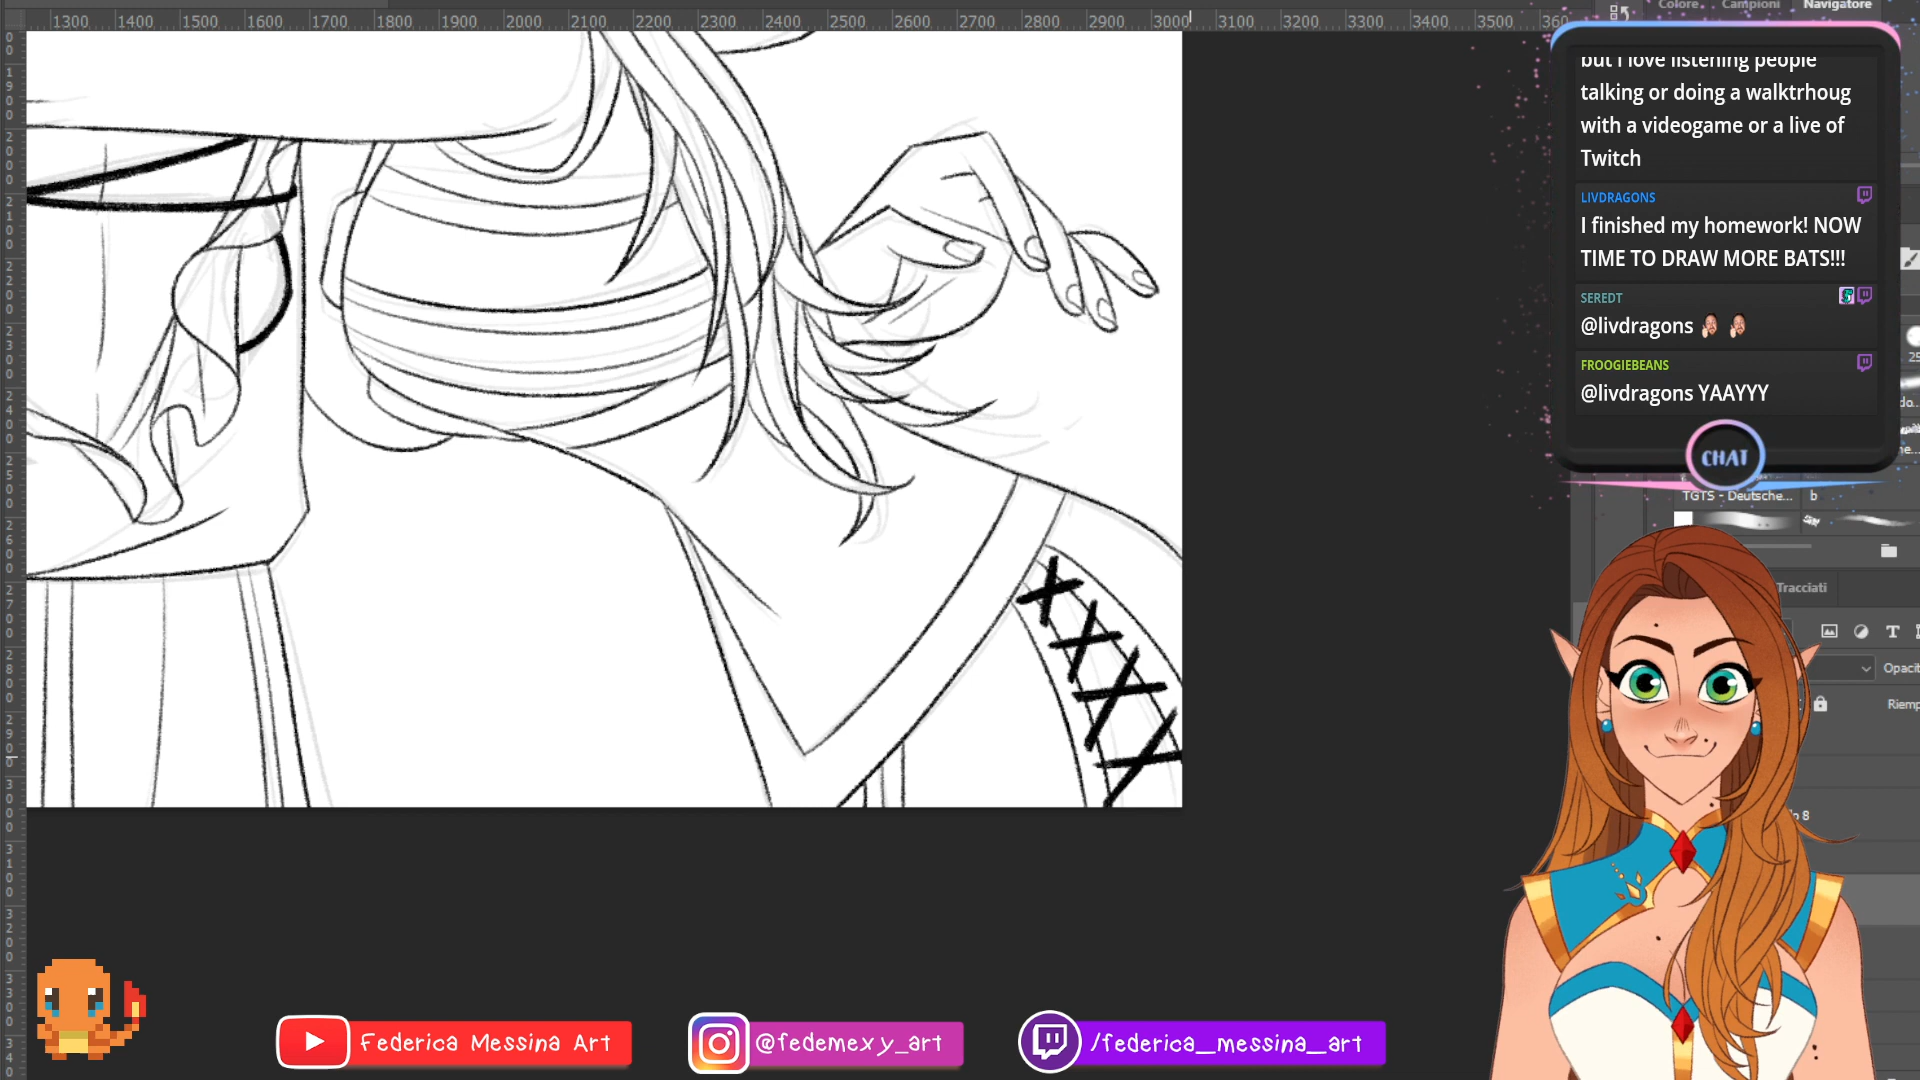 1300 1400 1500 1600 1700 1800 1900 2000 2100 2200 2300 2400 2500 2600 2700 2800 2900 3000 3100 3200 3300 3400 3500 360
Colore Campioni Navigatore
but I love listening people
talking or doing a walktrhoug
with a videogame or a live of
Twitch
LIVDRAGONS
I finished my homework! NOW
TIME TO DRAW MORE BATS!!!
SEREDT
@livdragons
FROOGIEBEANS
@livdragons YAAYYY
CHAT
TGTS - Deutsche... b
Tracciati
Opacit
Riemp
o 8
Federica Messina Art
@fedemexy_art
/federica_messina_art